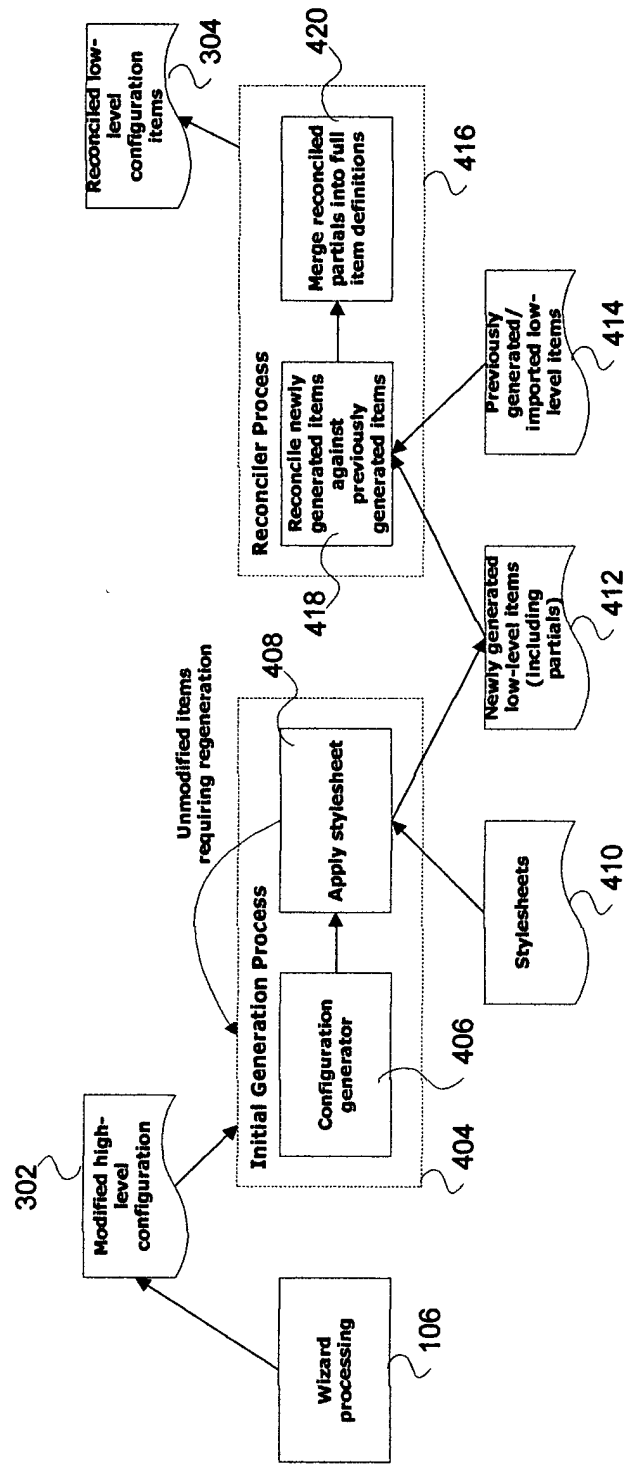 Wizard
processing
106
302
Modified high-
level
configuration
Initial Generation Process
Configuration
generator
406
404
Apply stylesheet
408
Unmodified items
requiring regeneration
Stylesheets
410
Newly generated
low-level items
(including
partials)
412
Previously
generated/
imported low-
level items
414
Reconciler Process
Reconcile newly
generated items
against
previously
generated items
418
Merge reconciled
partials into full
item definitions
420
416
Reconciled low-
level
configuration
items
304